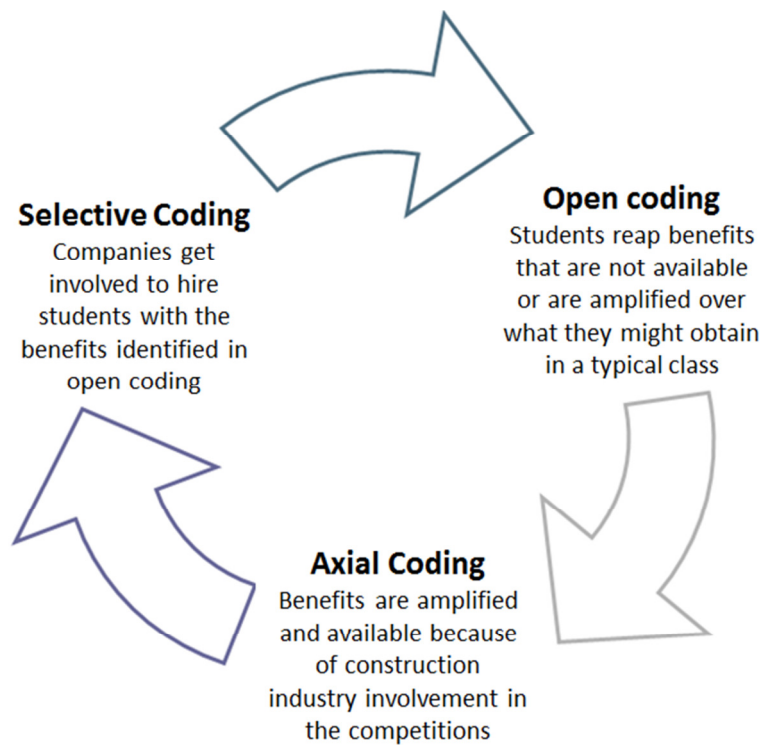 Selective Coding
Companies get
involved to hire
students with the
benefits identified in
open coding
Open coding
Students reap benefits
that are not available
or are amplified over
what they might obtain
in a typical class
Axial Coding
Benefits are amplified
and available because
of construction
industry involvement in
the competitions